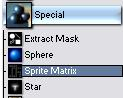 Special
Extract Mask
Sphere
Sprite Matrix
Star